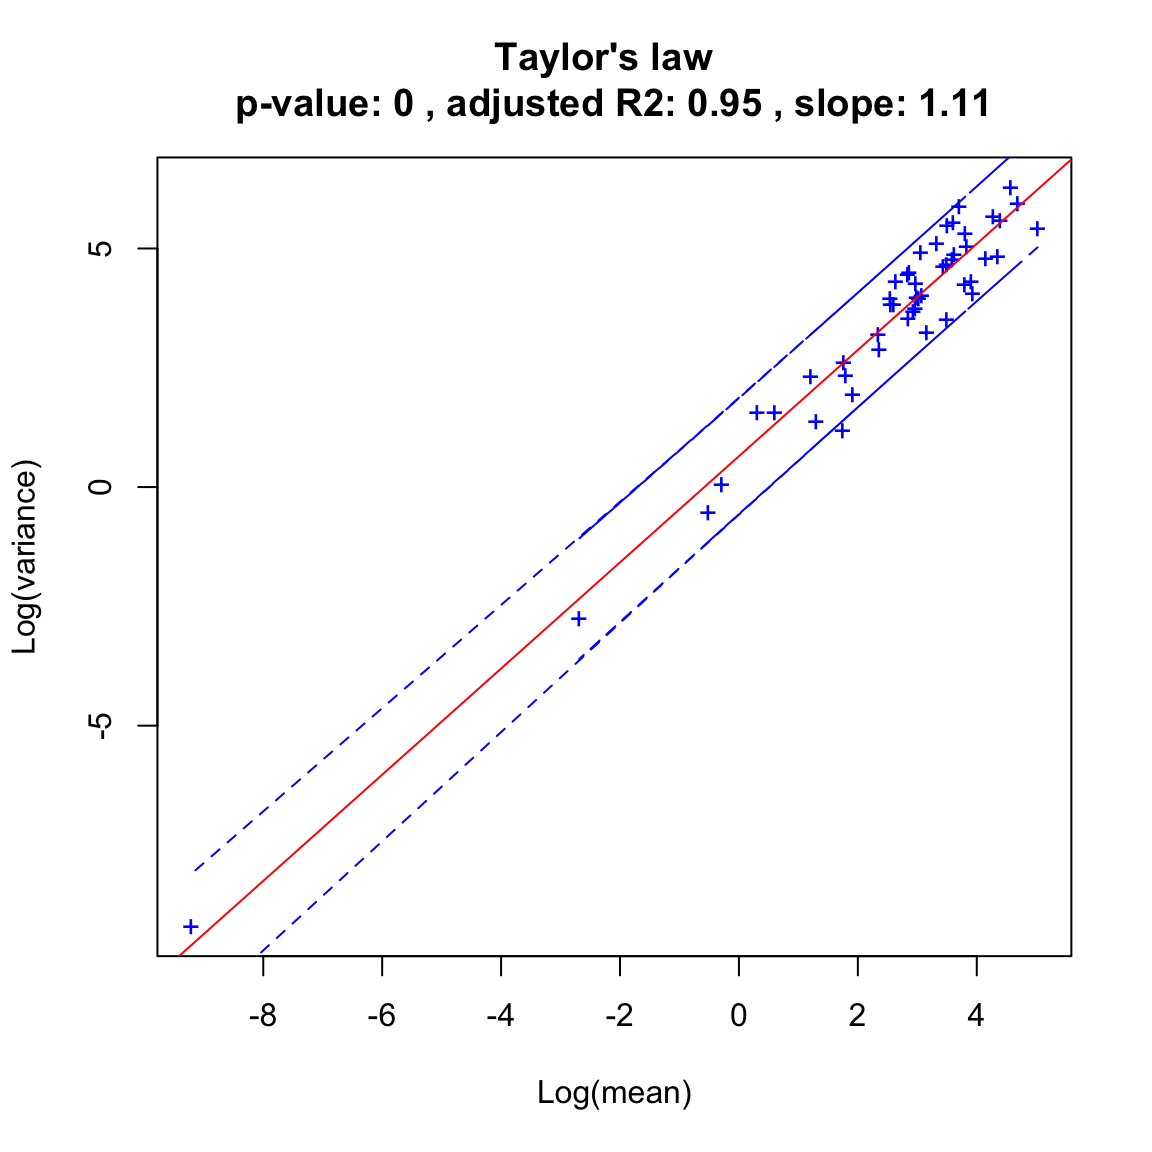 Taylor's law
p-value: 0 , adjusted R2: 0.95 , slope: 1.11
5
0
-5
Log(variance)
-8 -6 -4 -2 0 2 4
Log(mean)